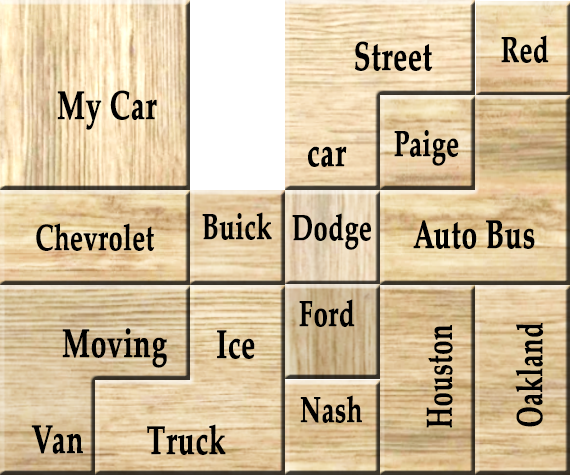 My Car
Street
car
Red
Paige
Chevrolet
Buick
Dodge
Auto Bus
Moving
Van
Ice
Truck
Ford
Nash
Houston
Oakland